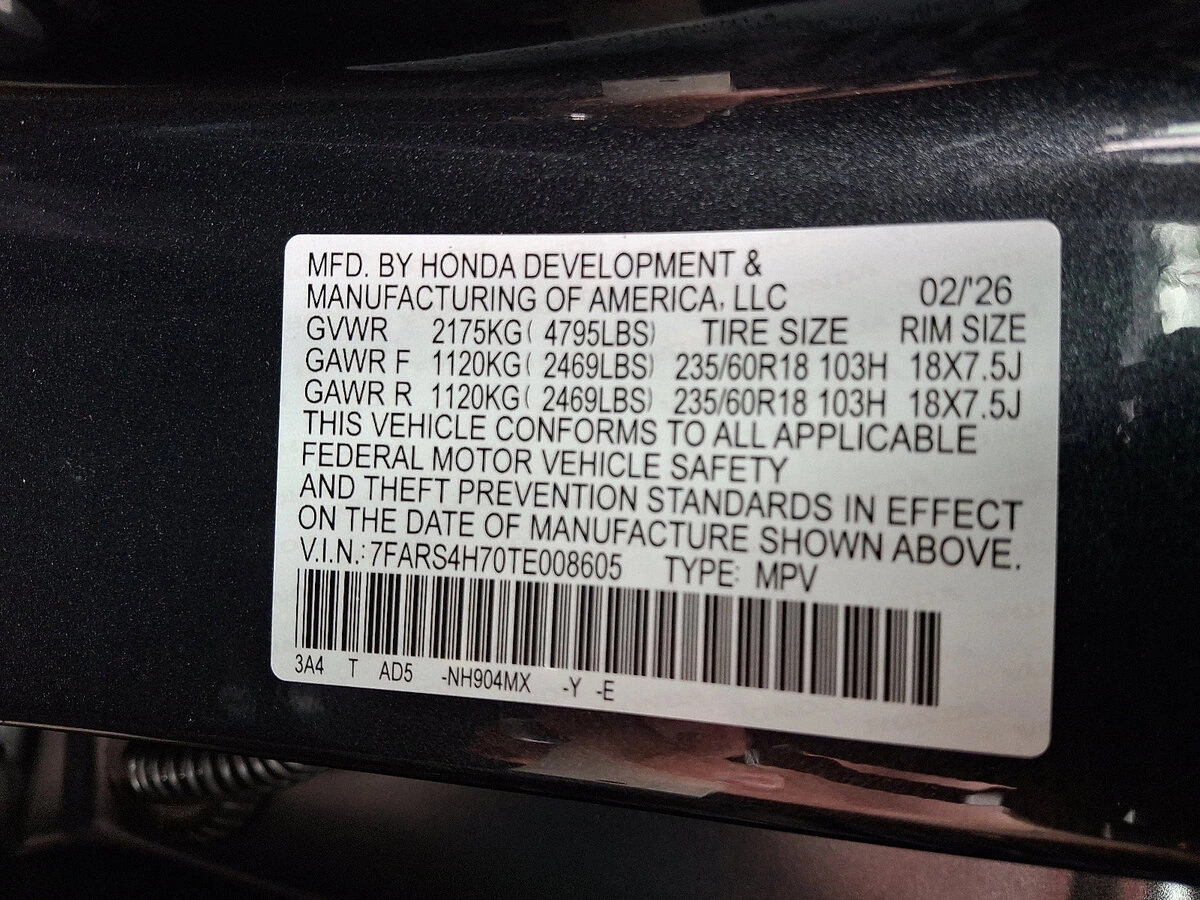 MFD. BY HONDA DEVELOPMENT &
MANUFACTURING OF AMERICA, LLC 02/'26
GVWR 2175KG( 4795LBS) TIRE SIZE RIM SIZE
GAWR F 1120KG( 2469LBS) 235/60R18 103H 18X7.5J
GAWR R 1120KG( 2469LBS) 235/60R18 103H 18X7.5J
THIS VEHICLE CONFORMS TO ALL APPLICABLE
FEDERAL MOTOR VEHICLE SAFETY
AND THEFT PREVENTION STANDARDS IN EFFECT
ON THE DATE OF MANUFACTURE SHOWN ABOVE.
V.I.N.: 7FARS4H70TE008605 TYPE: MPV
3A4 T AD5 -NH904MX -Y -E